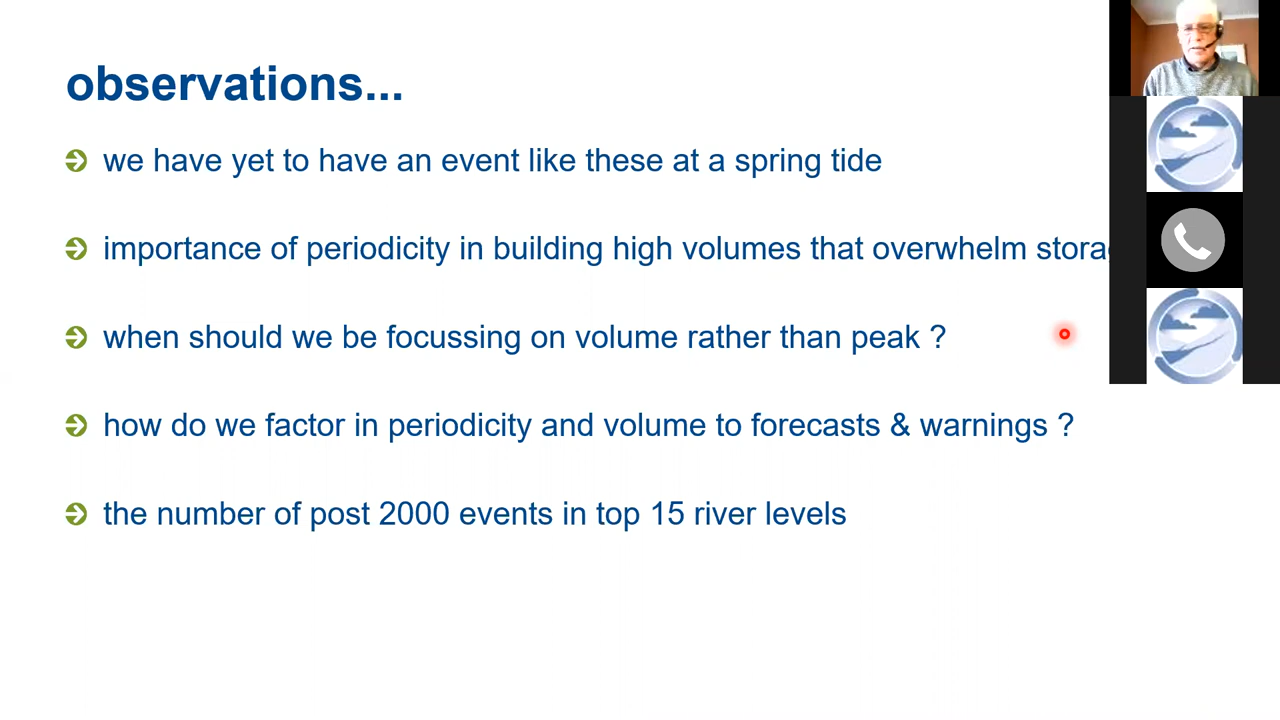 observations...
we have yet to have an event like these at a spring tide
importance of periodicity in building high volumes that overwhelm
when should we be focussing on volume rather than peak ?
how do we factor in periodicity and volume to forecasts & warnings ?
the number of post 2000 events in top 15 river levels